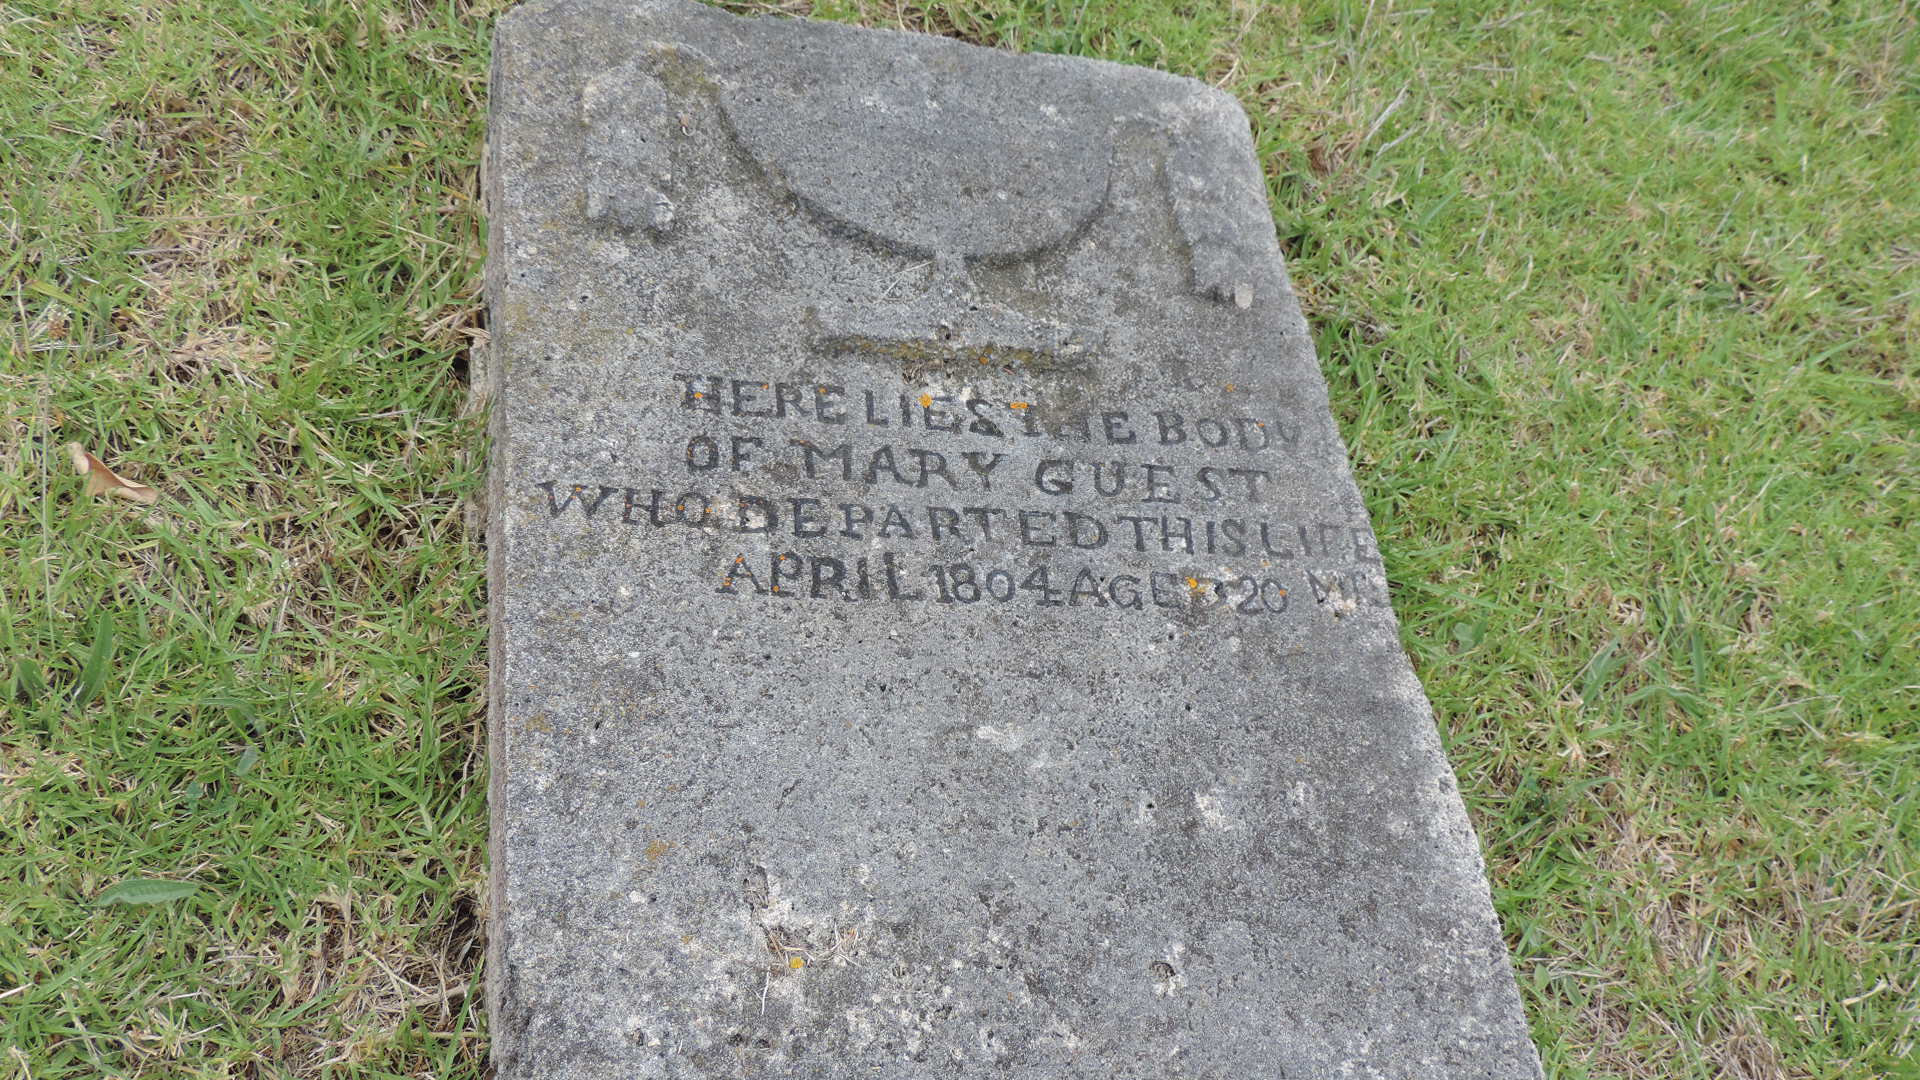 HERE LIES THE BODY
OF MARY GUEST
WHO DEPARTED THIS LIFE
APRIL 1804 AGED 20